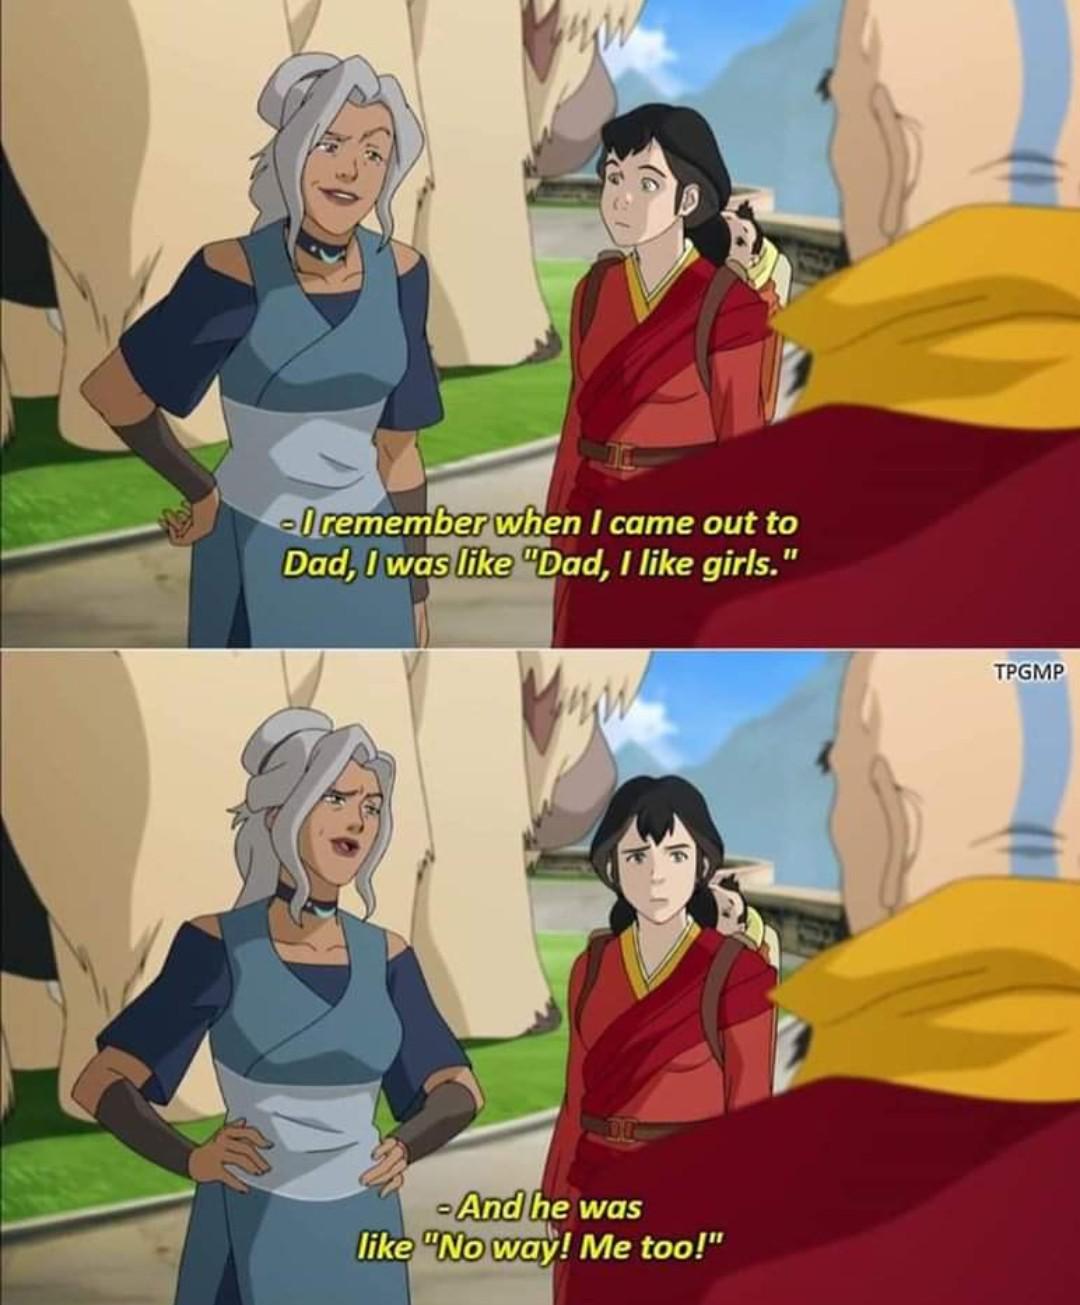 - I remember when I came out to
Dad, I was like "Dad, I like girls."
TPGMP
- And he was
like "No way! Me too!"